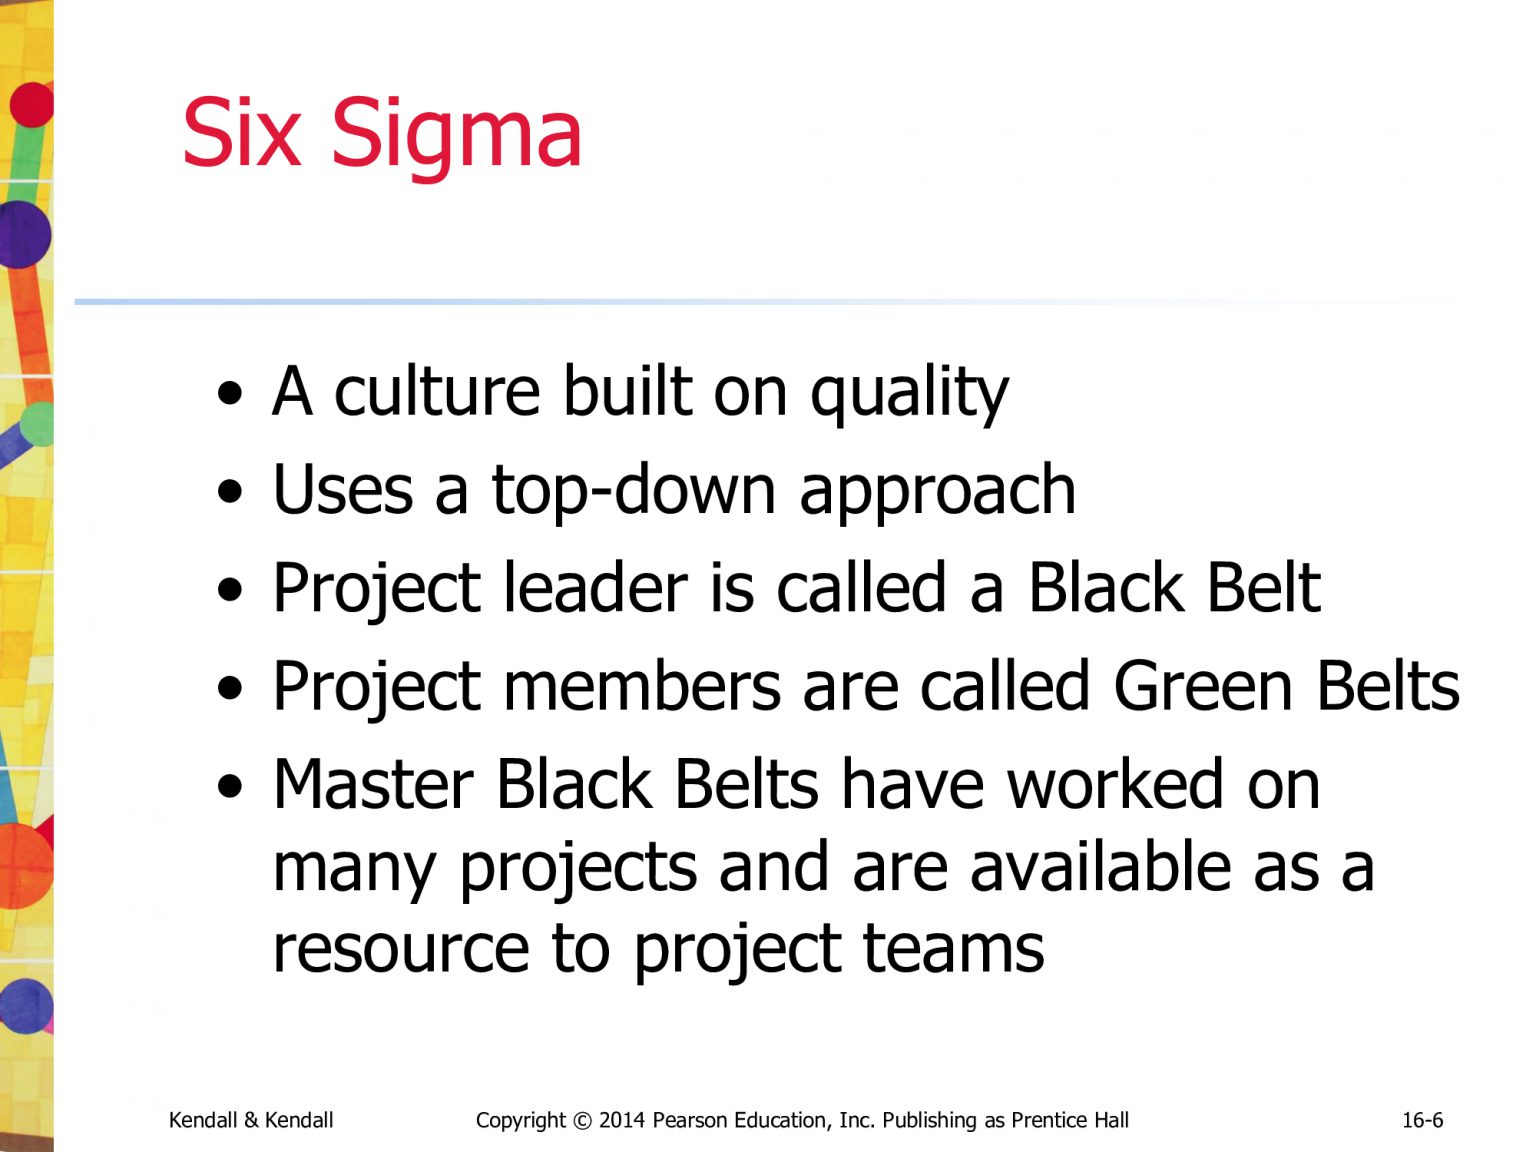 Six Sigma
• A culture built on quality
• Uses a top-down approach
• Project leader is called a Black Belt
• Project members are called Green Belts
• Master Black Belts have worked on
many projects and are available as a
resource to project teams
Kendall & Kendall Copyright © 2014 Pearson Education, Inc. Publishing as Prentice Hall 16-6